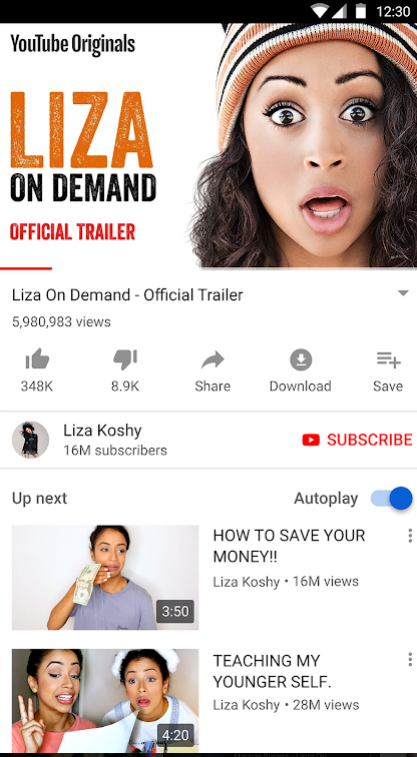 12:30
YouTube Originals
LIZA
ON DEMAND
OFFICIAL TRAILER
Liza On Demand - Official Trailer
5,980,983 views
348K
8.9K
Share
Download
Save
Liza Koshy
16M subscribers
SUBSCRIBE
Up next
Autoplay
HOW TO SAVE YOUR
MONEY!!
Liza Koshy • 16M views
3:50
TEACHING MY
YOUNGER SELF.
Liza Koshy • 28M views
4:20